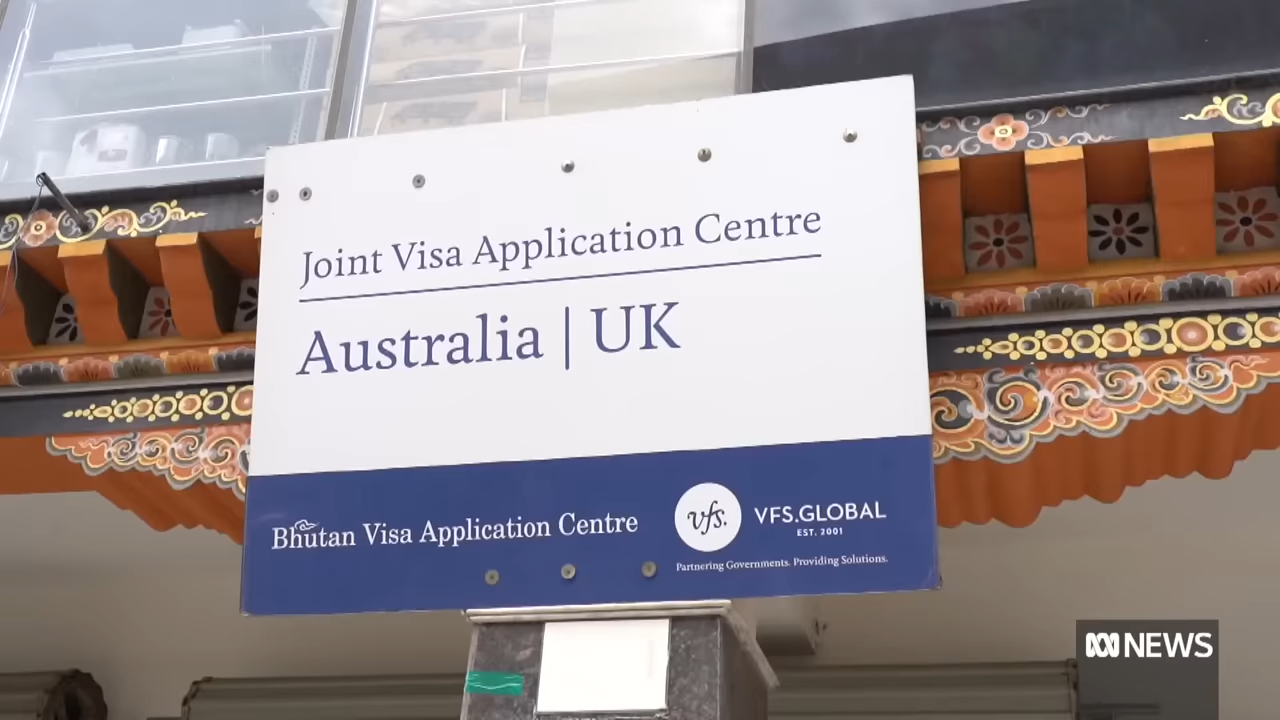 Joint Visa Application Centre
Australia | UK
Bhutan Visa Application Centre
vfs.
VFS.GLOBAL
EST. 2001
Partnering Governments. Providing Solutions.
NEWS